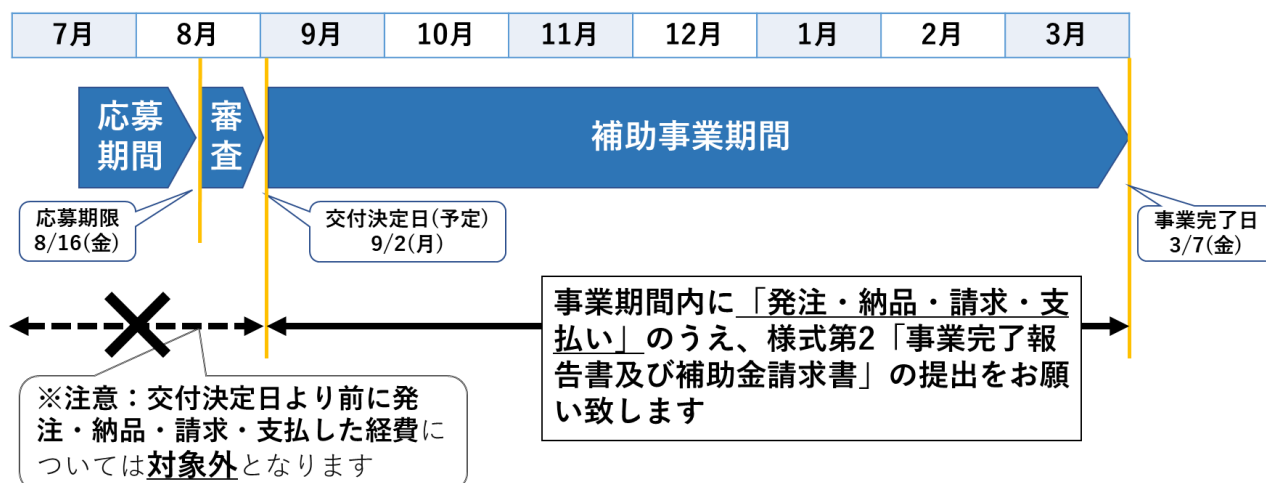 7月 8月 9月 10月 11月 12月 1月 2月 3月
応募
期間
審
査
補助事業期間
応募期限
8/16(金)
交付決定日(予定)
9/2(月)
事業完了日
3/7(金)
事業期間内に「発注・納品・請求・支
払い」のうえ、様式第2「事業完了報
告書及び補助金請求書」の提出をお願
い致します
※注意：交付決定日より前に発
注・納品・請求・支払した経費に
ついては対象外となります